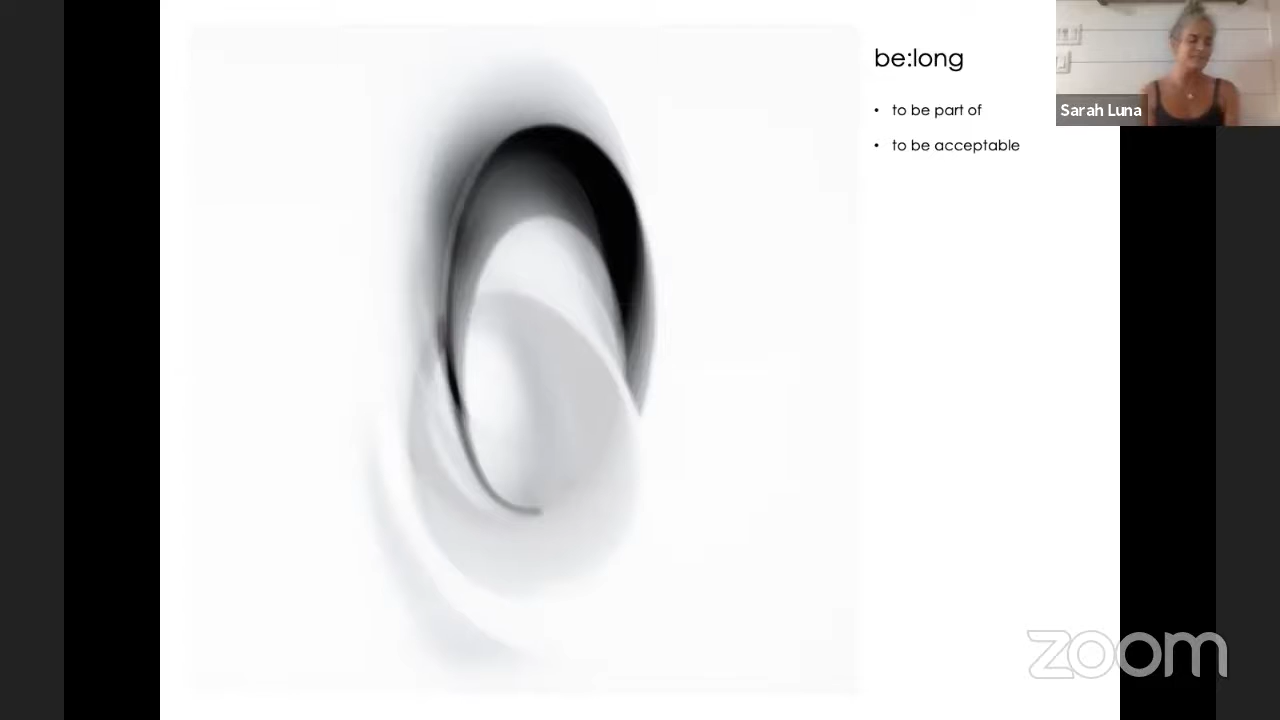 be:long
• to be part of
• to be acceptable
Sarah Luna
zoom